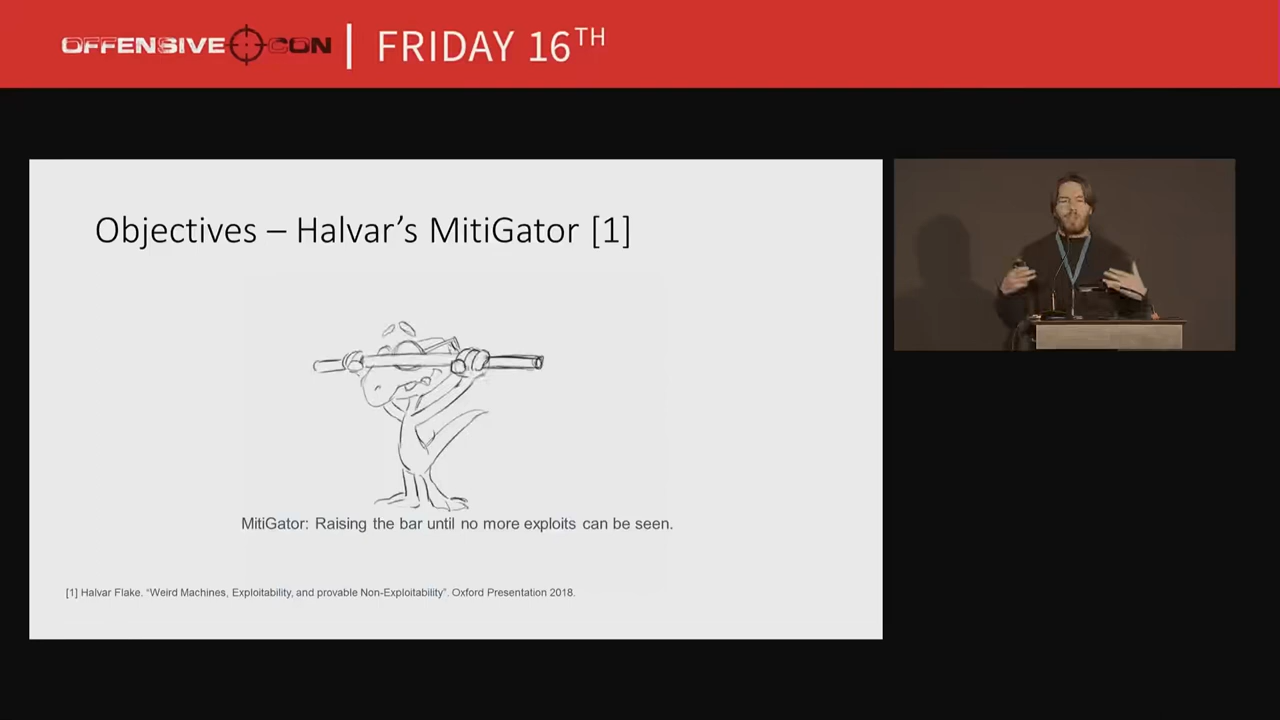 OFFENSIVE CON | FRIDAY 16TH
Objectives – Halvar's MitiGator [1]
MitiGator: Raising the bar until no more exploits can be seen.
[1] Halvar Flake. “Weird Machines, Exploitability, and provable Non-Exploitability”. Oxford Presentation 2018.